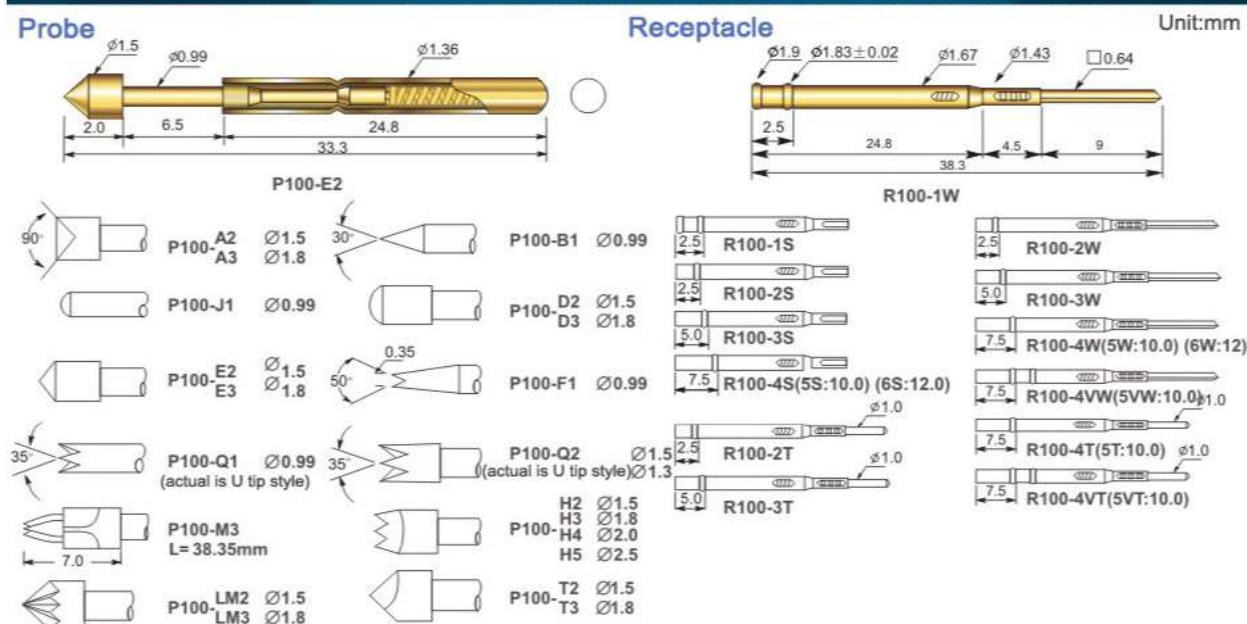 Probe
Receptacle
Unit:mm
Ø1.5
Ø0.99
Ø1.36
2.0
6.5
24.8
33.3
P100-E2
Ø1.9
Ø1.83±0.02
Ø1.67
Ø1.43
□0.64
2.5
24.8
4.5
9
38.3
R100-1W
90°
P100-A2 Ø1.5
A3 Ø1.8
30°
P100-B1 Ø0.99
P100-J1 Ø0.99
P100-D2 Ø1.5
D3 Ø1.8
P100-E2 Ø1.5
E3 Ø1.8
0.35
50°
P100-F1 Ø0.99
35°
P100-Q1 Ø0.99
(actual is U tip style)
35°
P100-Q2 Ø1.5
(actual is U tip style) Ø1.3
P100-M3
L= 38.35mm
7.0
P100-H2 Ø1.5
H3 Ø1.8
H4 Ø2.0
H5 Ø2.5
P100-LM2 Ø1.5
LM3 Ø1.8
P100-T2 Ø1.5
T3 Ø1.8
2.5
R100-1S
2.5
R100-2S
5.0
R100-3S
7.5
R100-4S(5S:10.0) (6S:12.0)
Ø1.0
2.5
R100-2T
Ø1.0
5.0
R100-3T
2.5
R100-2W
5.0
R100-3W
7.5
R100-4W(5W:10.0) (6W:12)
7.5
R100-4VW(5VW:10.0)
Ø1.0
7.5
R100-4T(5T:10.0)
Ø1.0
7.5
R100-4VT(5VT:10.0)